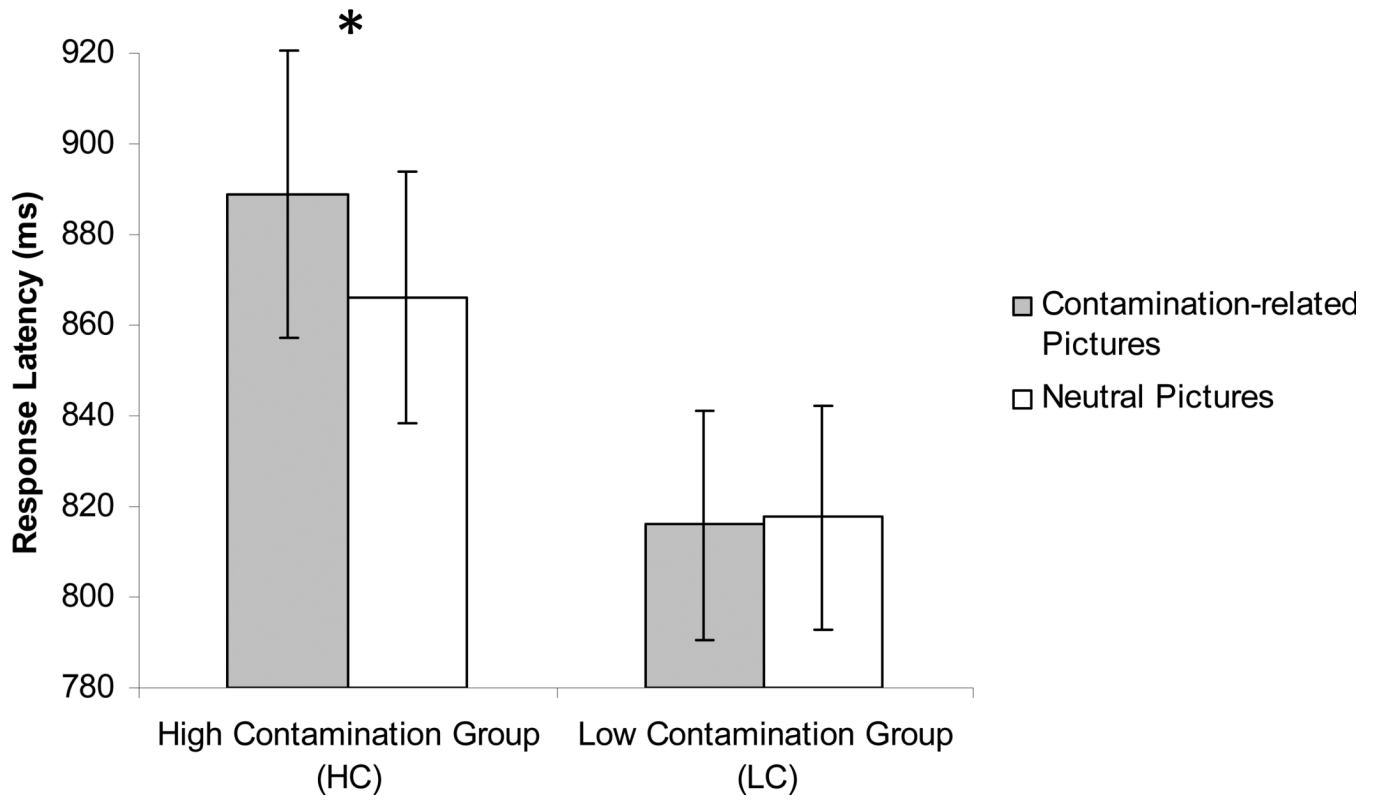 *
920
900
880
860
840
820
800
780
Response Latency (ms)
High Contamination Group
(HC)
Low Contamination Group
(LC)
Contamination-related
Pictures
Neutral Pictures